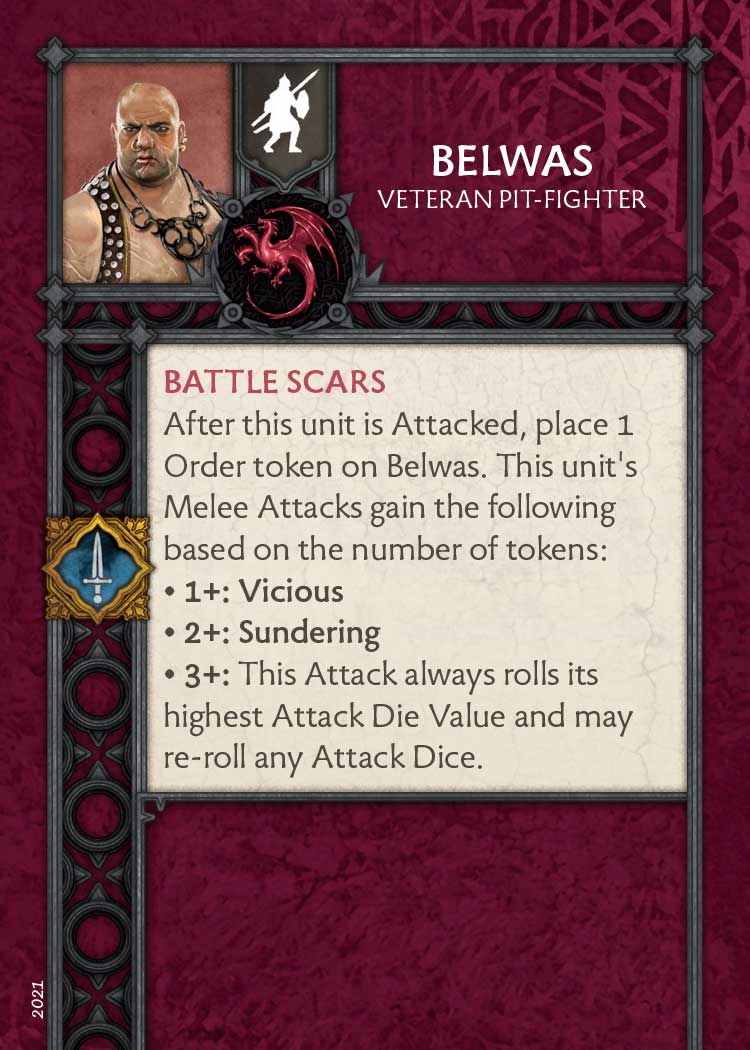 BELWAS
VETERAN PIT-FIGHTER
BATTLE SCARS
After this unit is Attacked, place 1
Order token on Belwas. This unit's
Melee Attacks gain the following
based on the number of tokens:
• 1+: Vicious
• 2+: Sundering
• 3+: This Attack always rolls its
highest Attack Die Value and may
re-roll any Attack Dice.
2021